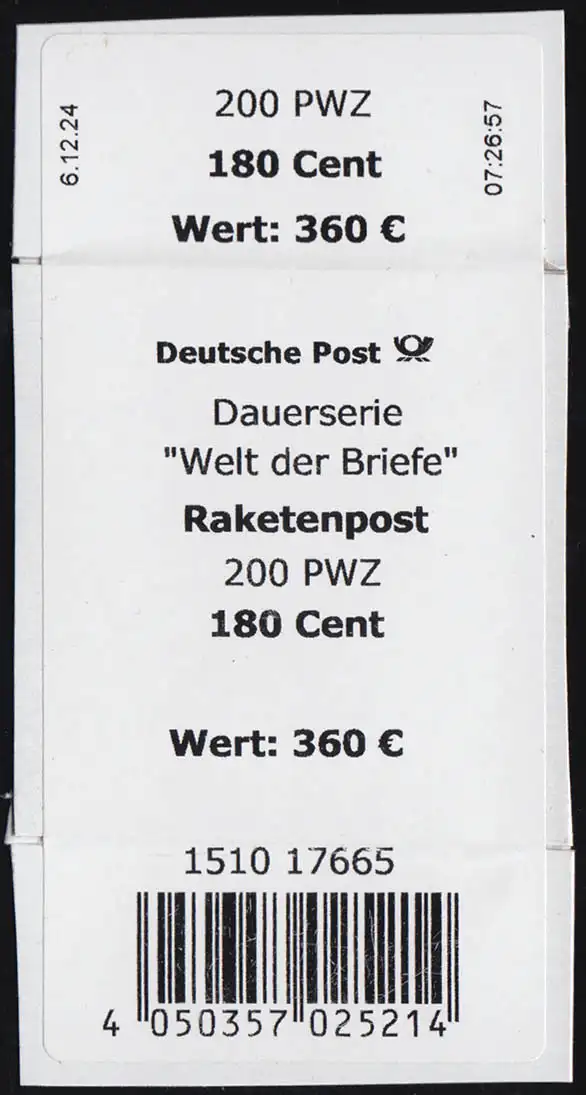 6.12.24
07:26:57
200 PWZ
180 Cent
Wert: 360 €
Deutsche Post
Dauerserie
"Welt der Briefe"
Raketenpost
200 PWZ
180 Cent
Wert: 360 €
1510 17665
4 050357 025214